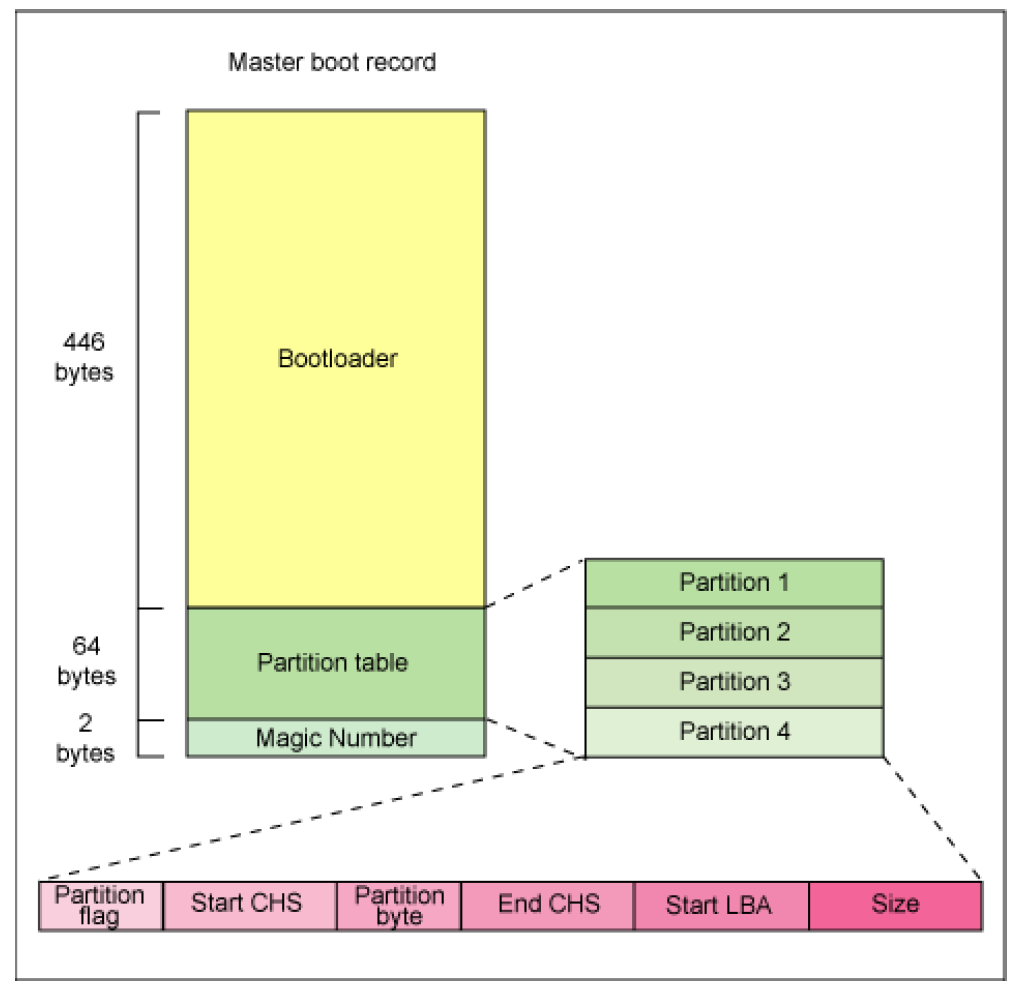 Master boot record
446
bytes
Bootloader
64
bytes
Partition table
2
bytes
Magic Number
Partition 1
Partition 2
Partition 3
Partition 4
Partition
flag
Start CHS
Partition
byte
End CHS
Start LBA
Size